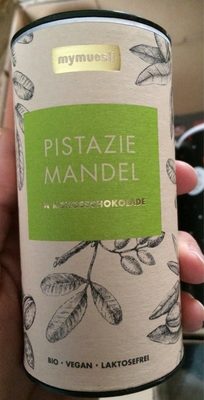 mymuesli
PISTAZIE
MANDEL
BIO • VEGAN • LAKTOSEFREI